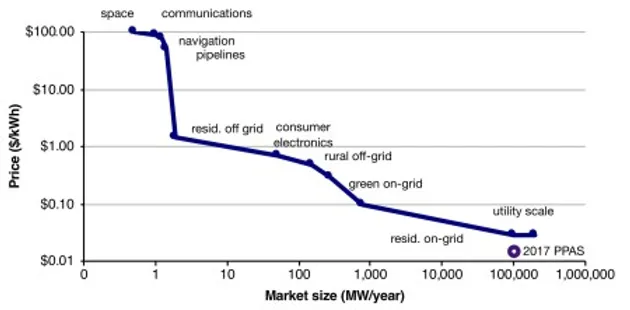 space
communications
$100.00
navigation
pipelines
$10.00
Price ($/kWh)
$1.00
resid. off grid
consumer
electronics
rural off-grid
green on-grid
$0.10
utility scale
resid. on-grid
2017 PPAS
$0.01
0 1 10 100 1,000 10,000 100,000 1,000,000
Market size (MW/year)